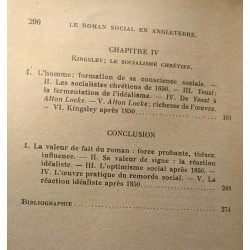 290 LE ROMAN SOCIAL EN ANGLETERRE.
CHAPITRE IV
KINGSLEY; LE SOCIALISME CHRÉTIEN.
I. L'homme; formation de sa conscience sociale. —
II. Les socialistes chrétiens de 1850. — III. Yeast;
la fermentation de l'idéalisme. — IV. De Yeast à
Alton Locke. — V. Alton Locke; richesse de l'œuvre.
— VI. Kingsley après 1850. 161
CONCLUSION
I. La valeur de fait du roman : force probante, thèses,
influence. — II. Sa valeur de signe : la réaction
idéaliste. — III. L'optimisme social après 1850. —
IV. L'œuvre pratique du remords social. — V. La
réaction idéaliste après 1850.
BIBLIOGRAPHIE 274